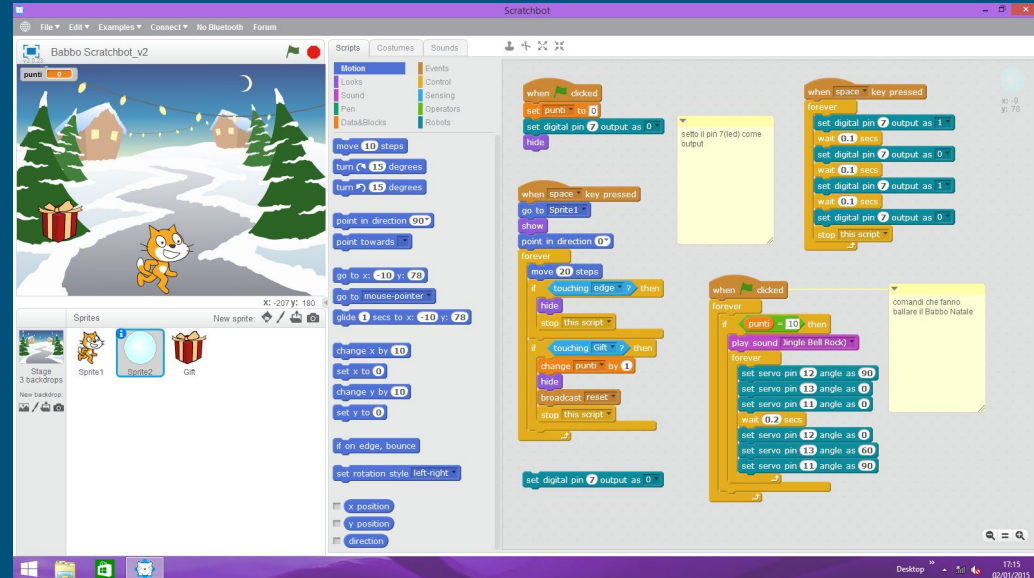 Scratchbot
File Edit Examples Connect No Bluetooth Forum
Babbo Scratchbot_v2
v2.0.23
punti 0
X: -207 Y: 180
Sprites
New sprite:
Stage
3 backdrops
New backdrop:
Sprite1
Sprite2
Gift
Scripts Costumes Sounds
Motion
Looks
Sound
Pen
Data&Blocks
Events
Control
Sensing
Operators
Robots
move 10 steps
turn 15 degrees
turn 15 degrees
point in direction 90
point towards
go to x: -10 y: 78
go to mouse-pointer
glide 1 secs to x: -10 y: 78
change x by 10
set x to 0
change y by 10
set y to 0
if on edge, bounce
set rotation style left-right
x position
y position
direction
when clicked
set punti to 0
set digital pin 7 output as 0
hide
setto il pin 7(led) come
output
when space key pressed
go to Sprite1
show
point in direction 0
forever
move 20 steps
if touching edge ? then
hide
stop this script
if touching Gift ? then
change punti by 1
hide
broadcast reset
stop this script
set digital pin 7 output as 0
when space key pressed
forever
set digital pin 7 output as 1
wait 0.1 secs
set digital pin 7 output as 0
wait 0.1 secs
set digital pin 7 output as 1
wait 0.1 secs
set digital pin 7 output as 0
stop this script
x: -9
y: 78
when clicked
forever
if punti = 10 then
play sound Jingle Bell Rock)
forever
set servo pin 12 angle as 90
set servo pin 13 angle as 0
set servo pin 11 angle as 0
wait 0.2 secs
set servo pin 12 angle as 0
set servo pin 13 angle as 60
set servo pin 11 angle as 90
comandi che fanno
ballare il Babbo Natale
Desktop
17:15
02/01/2015